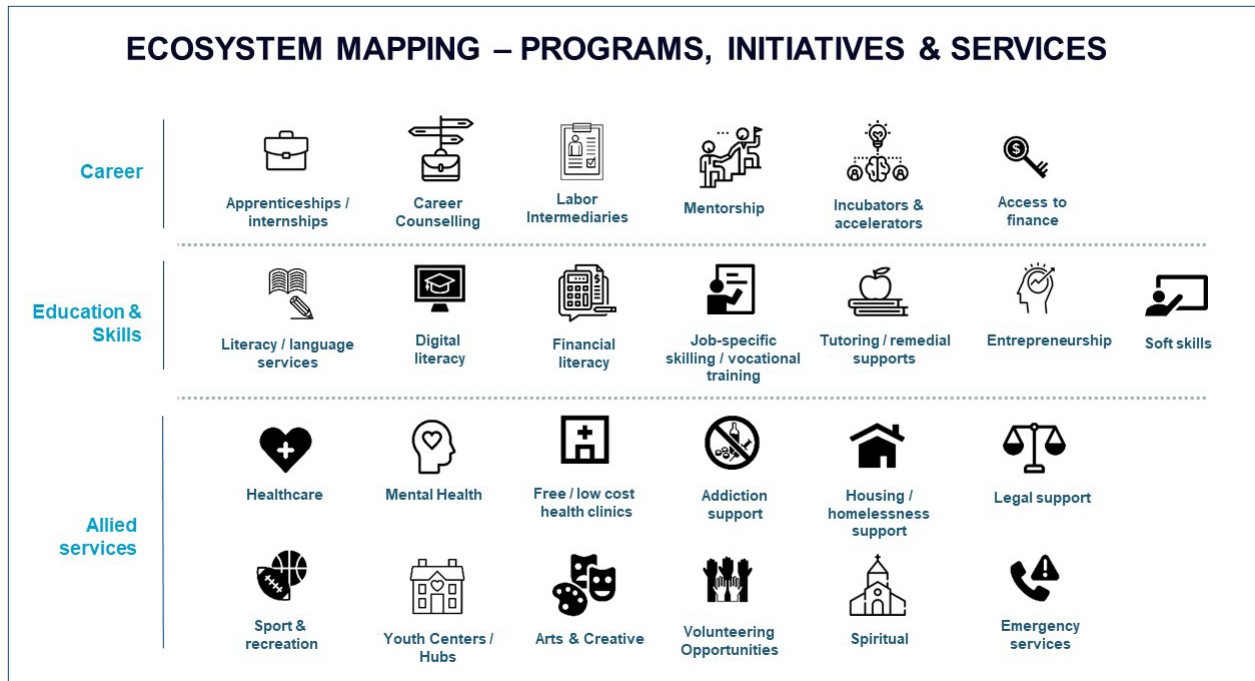 ECOSYSTEM MAPPING – PROGRAMS, INITIATIVES & SERVICES
Career
Apprenticeships /
internships
Career
Counselling
Labor
Intermediaries
Mentorship
Incubators &
accelerators
Access to
finance
Education &
Skills
Literacy / language
services
Digital
literacy
Financial
literacy
Job-specific
skilling / vocational
training
Tutoring / remedial
supports
Entrepreneurship
Soft skills
Allied
services
Healthcare
Mental Health
Free / low cost
health clinics
Addiction
support
Housing /
homelessness
support
Legal support
Sport &
recreation
Youth Centers /
Hubs
Arts & Creative
Volunteering
Opportunities
Spiritual
Emergency
services